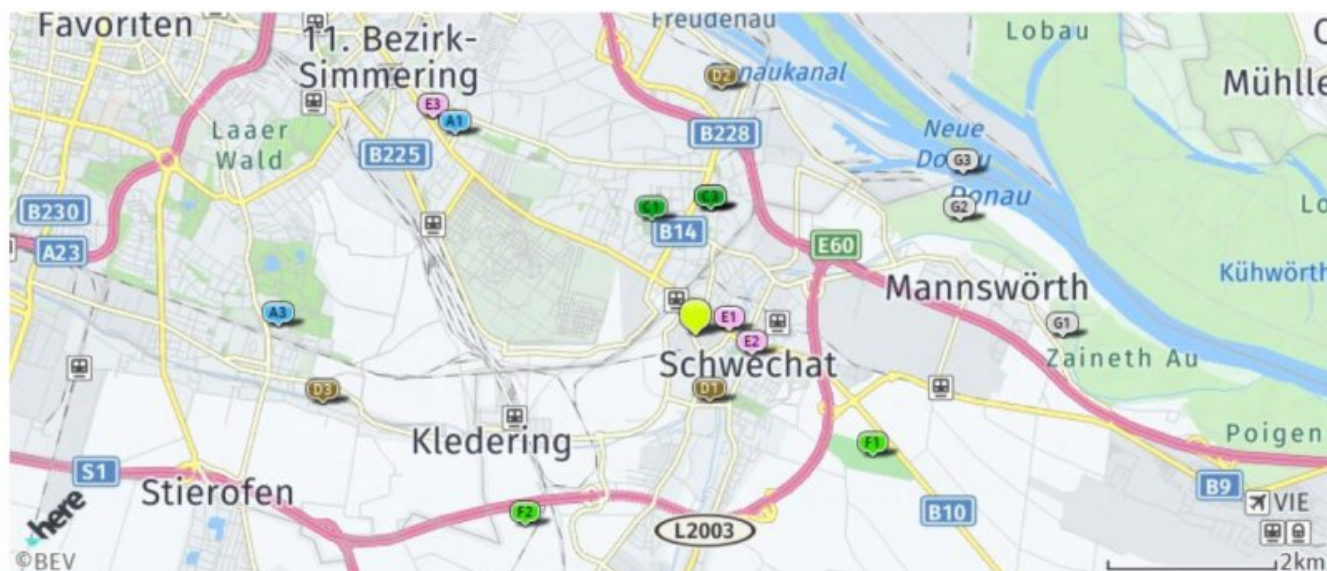 Favoriten
11. Bezirk-
Simmering
Freudenau
Lobau
Mühlle
D2
naukanal
E3
A1
Laaer
Wald
B225
B228
Neue
Donau
G3
Donau
G2
B230
A23
C1
C3
B14
E60
Lo
Kühwörth
Mannswörth
A3
E1
E2
G1
Schwechat
Zaineth Au
D3
D1
Kledering
F1
Poigen
S1
Stierofen
B9
here
F2
L2003
B10
VIE
©BEV
2km